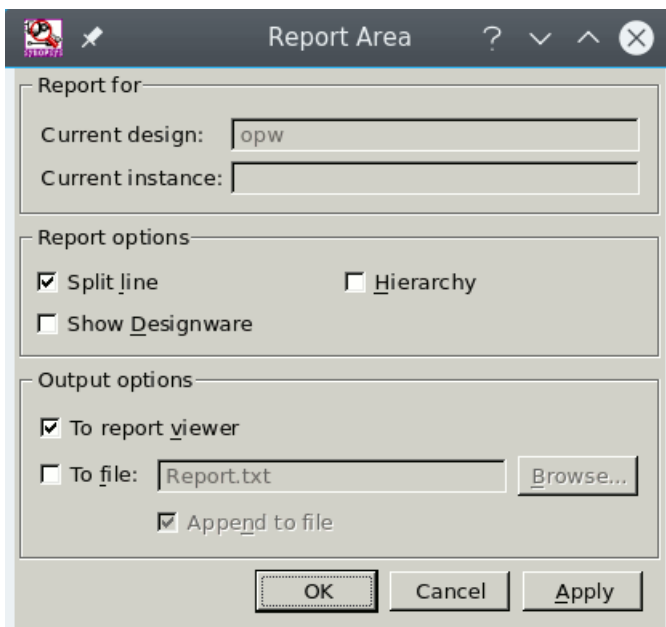 SYNOPSYS
Report Area
Report for
Current design: opw
Current instance:
Report options
Split line
Hierarchy
Show Designware
Output options
To report viewer
To file: Report.txt Browse...
Append to file
OK Cancel Apply